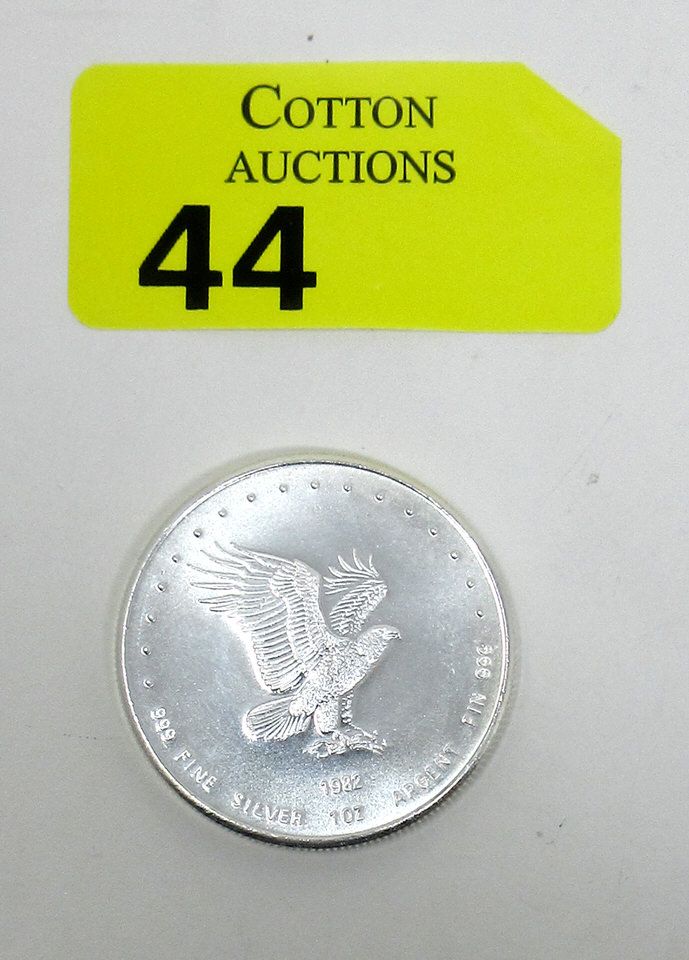 COTTON
AUCTIONS
44
1982
999 FINE SILVER 1OZ ARGENT FIN 999